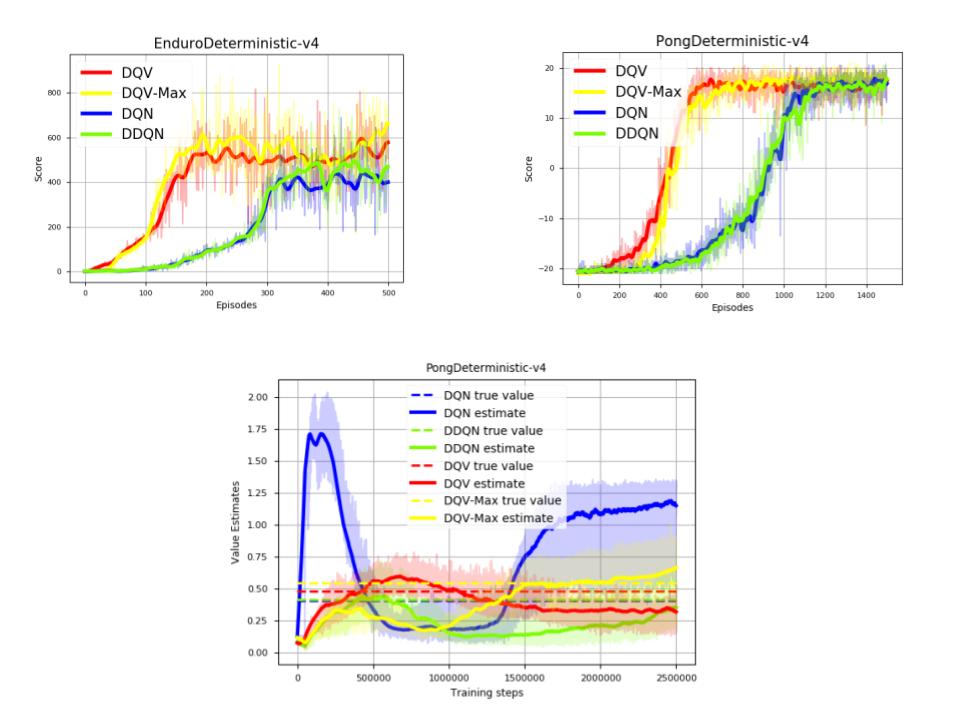 EnduroDeterministic-v4
DQV
DQV-Max
DQN
DDQN
Score
800
600
400
200
0
0 100 200 300 400 500
Episodes
PongDeterministic-v4
DQV
DQV-Max
DQN
DDQN
Score
20
10
0
−10
−20
0 200 400 600 800 1000 1200 1400
Episodes
PongDeterministic-v4
DQN true value
DQN estimate
DDQN true value
DDQN estimate
DQV true value
DQV estimate
DQV-Max true value
DQV-Max estimate
Value Estimates
2.00
1.75
1.50
1.25
1.00
0.75
0.50
0.25
0.00
0 500000 1000000 1500000 2000000 2500000
Training steps